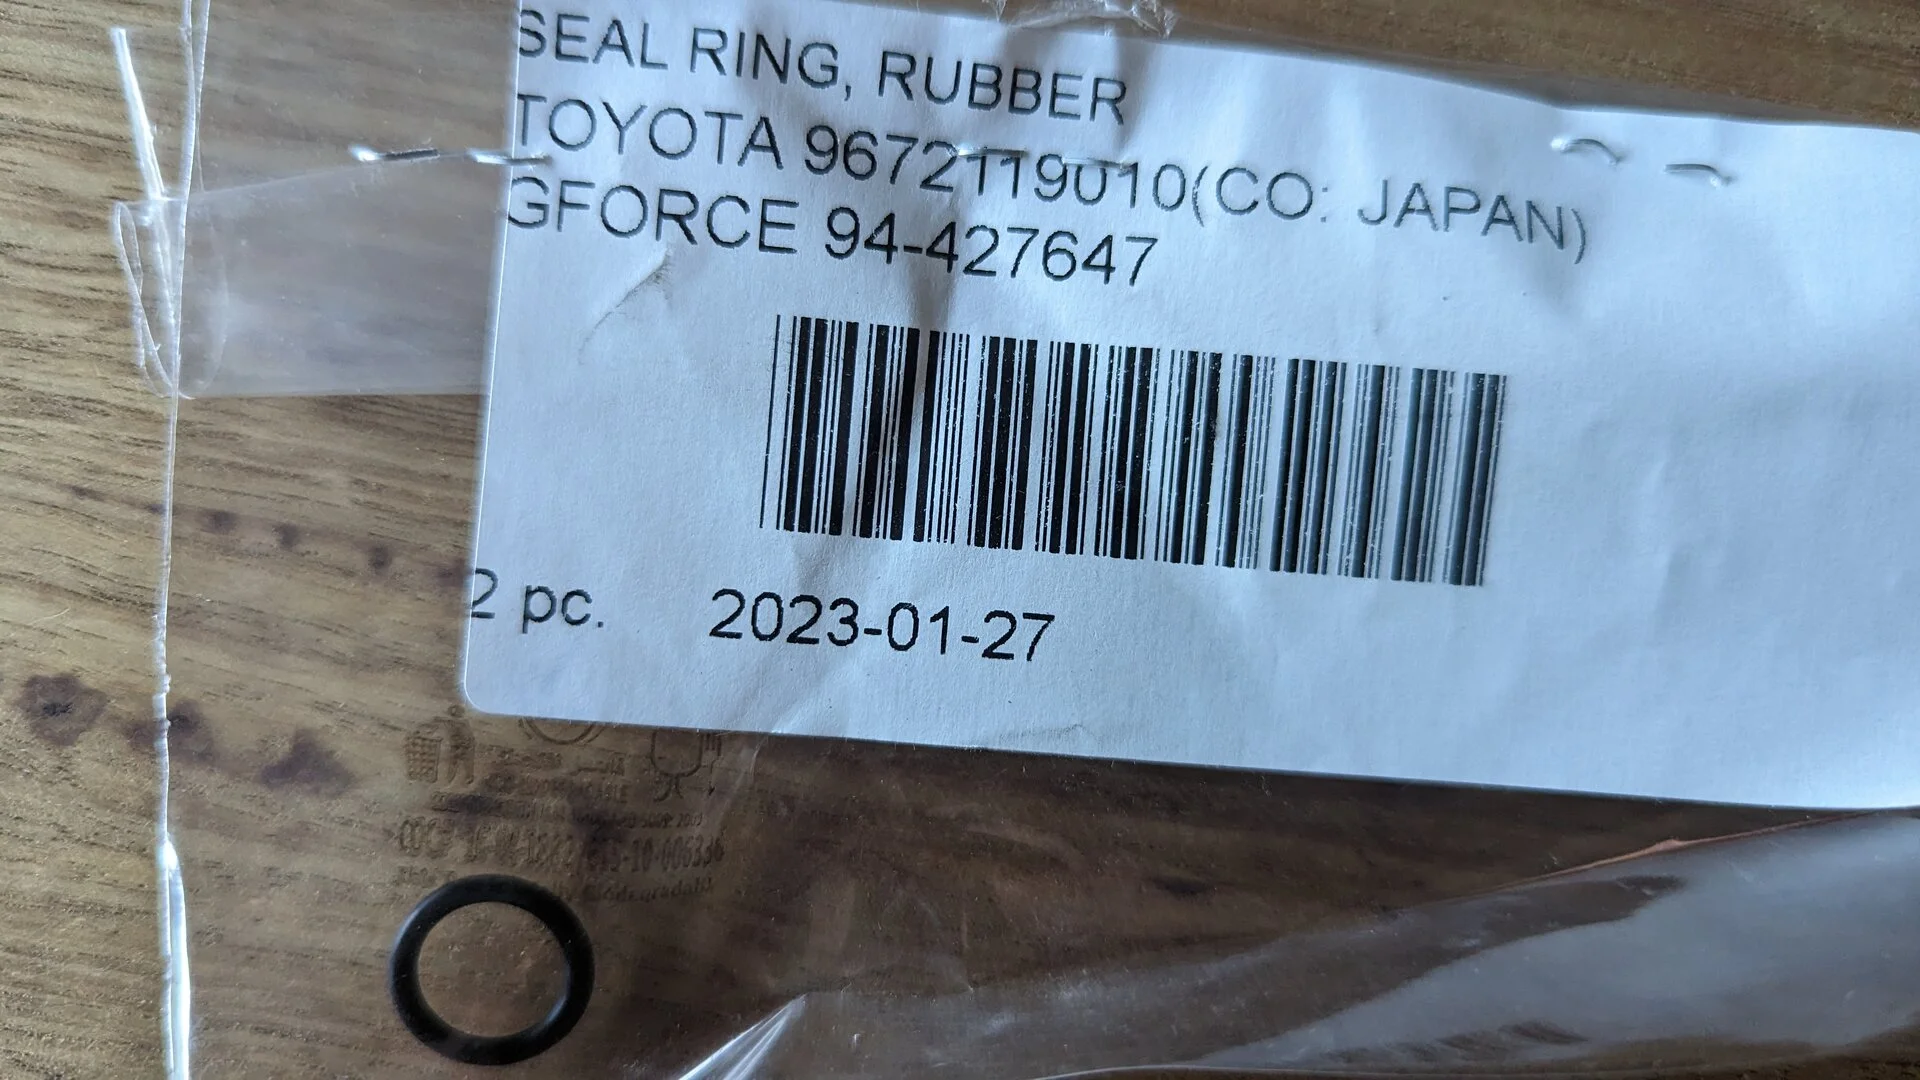 SEAL RING, RUBBER
TOYOTA 9672119010(CO: JAPAN)
GFORCE 94-427647
2 pc. 2023-01-27